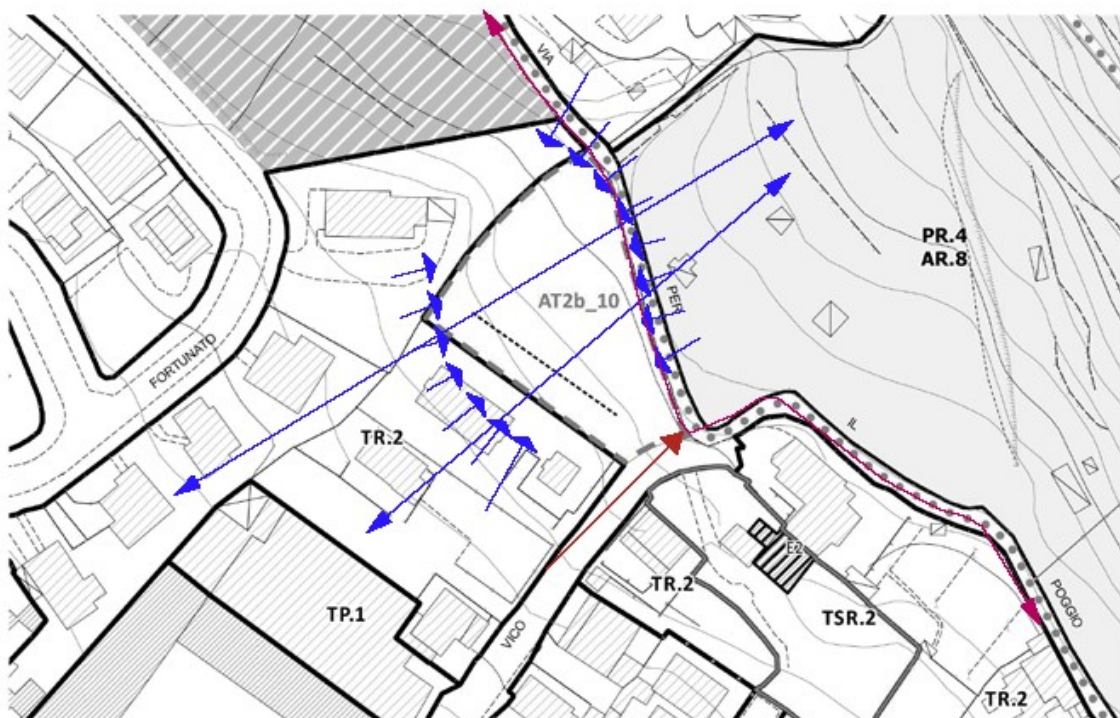 VIA
PR.4
AR.8
PER
AT2b_10
FORTUNATO
IL
TR.2
E2
TR.2
TSR.2
TP.1
POGGIO
VICO
TR.2